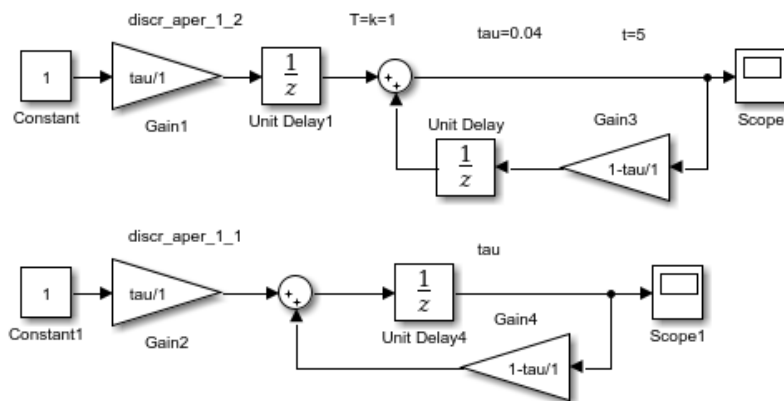 discr_aper_1_2
T=k=1
tau=0.04
t=5
1
tau/1
1
z
Constant
Gain1
Unit Delay1
Unit Delay
Gain3
Scope
1
z
1-tau/1
discr_aper_1_1
tau
1
tau/1
1
z
Constant1
Gain2
Unit Delay4
Gain4
Scope1
1-tau/1